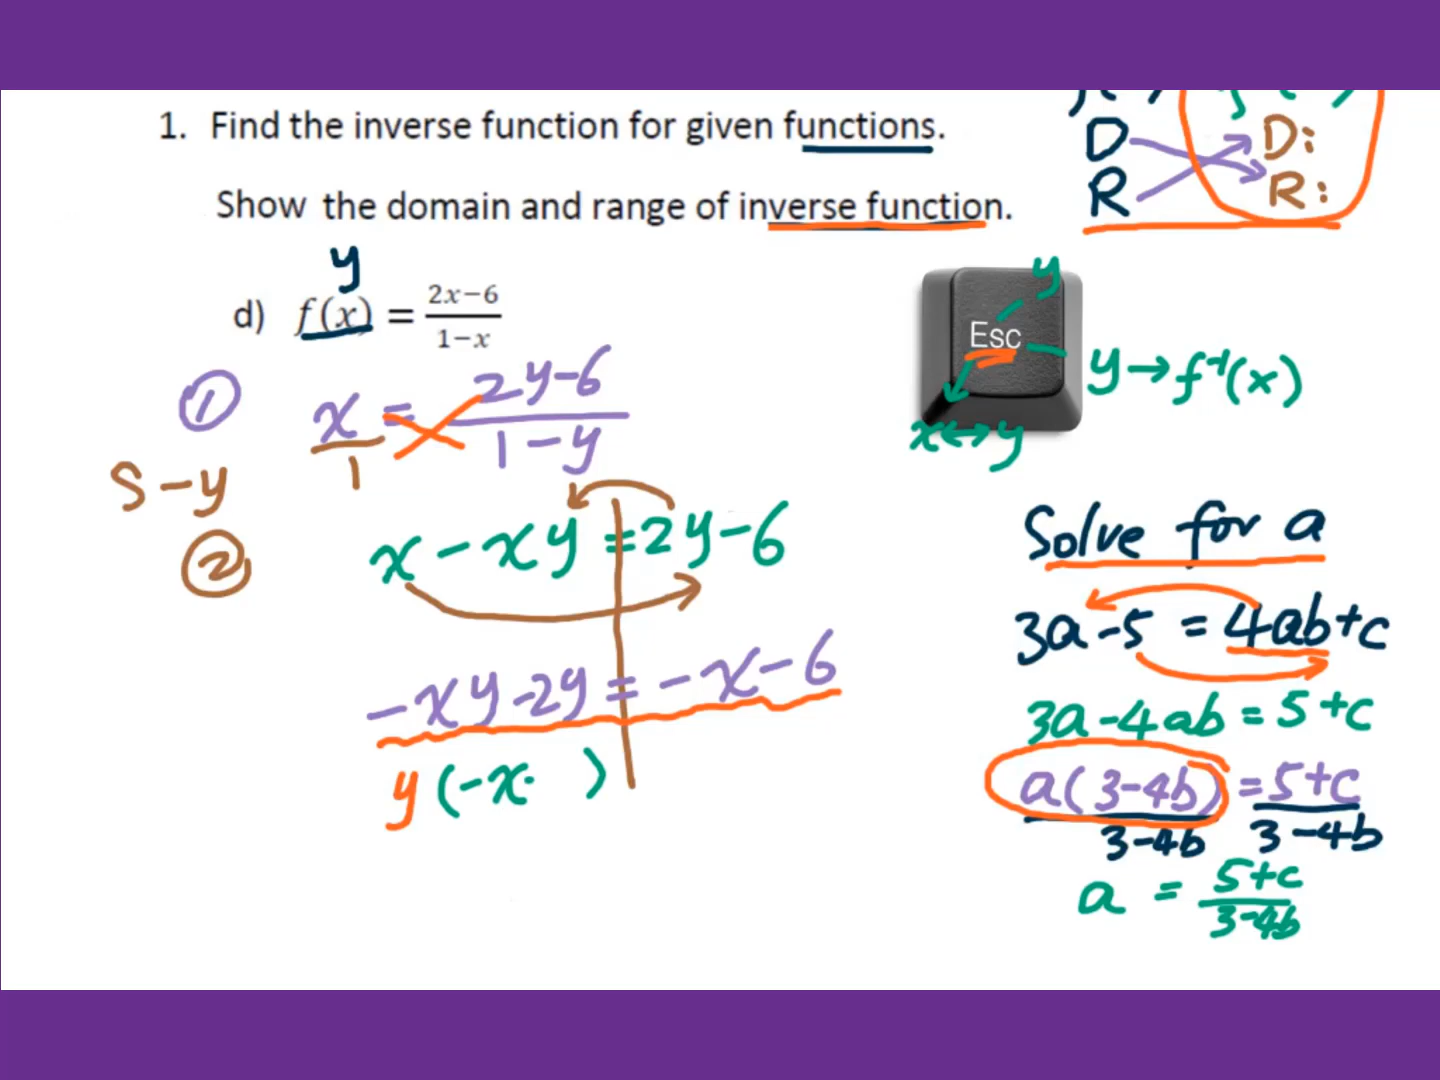 1. Find the inverse function for given functions.
Show the domain and range of inverse function.
D D:
R R:
y
d) f(x) = 2x−6 / 1−x
Esc
y
y → f⁻¹(x)
x ↔ y
① x/1 = 2y−6 / 1−y
S − y
②
x − xy = 2y − 6
−xy − 2y = −x − 6
y (−x )
Solve for a
3a − 5 = 4ab + c
3a − 4ab = 5 + c
a(3−4b) = 5+c
3−4b 3−4b
a = 5+c / 3−4b